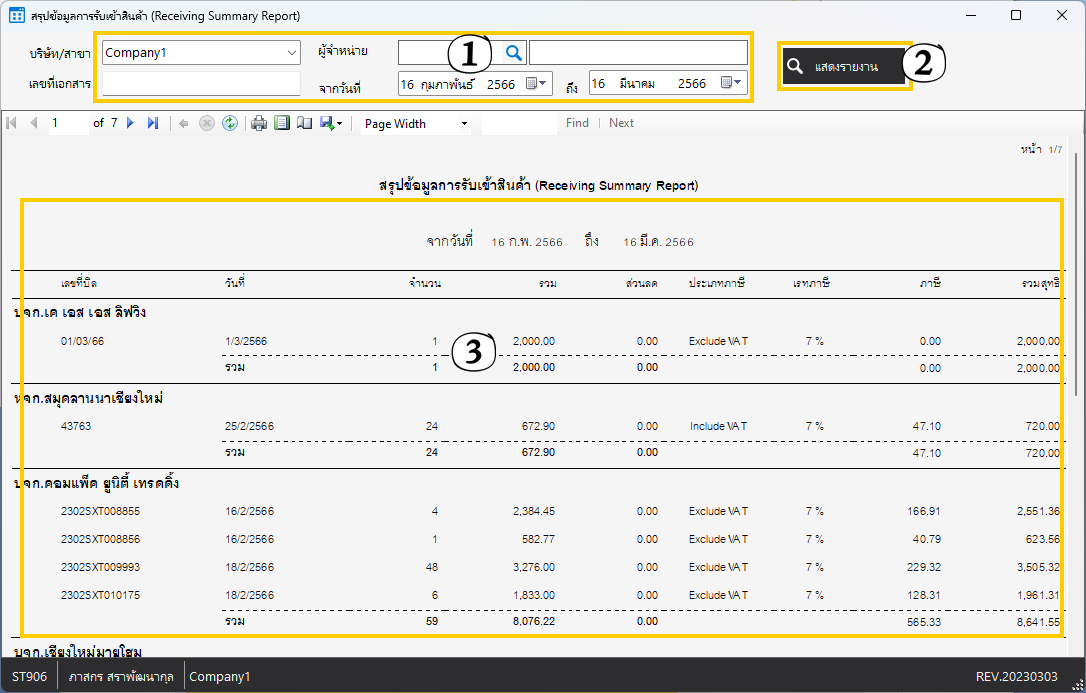 สรุปข้อมูลการรับเข้าสินค้า (Receiving Summary Report)
บริษัท/สาขา Company1 ผู้จำหน่าย 1
แสดงรายงาน 2
เลขที่เอกสาร จากวันที่ 16 กุมภาพันธ์ 2566 ถึง 16 มีนาคม 2566
1 of 7 Page Width Find | Next
หน้า 1/7
สรุปข้อมูลการรับเข้าสินค้า (Receiving Summary Report)
จากวันที่ 16 ก.พ. 2566 ถึง 16 มี.ค. 2566
เลขที่บิล วันที่ จำนวน รวม ส่วนลด ประเภทภาษี เรทภาษี ภาษี รวมสุทธิ
บจก.เค เอส เอส ลิฟวิง
01/03/66 1/3/2566 1 2,000.00 0.00 Exclude VAT 7 % 0.00 2,000.00
3
รวม 1 2,000.00 0.00 0.00 2,000.00
หจก.สมุดลานนาเชียงใหม่
43763 25/2/2566 24 672.90 0.00 Include VAT 7 % 47.10 720.00
รวม 24 672.90 0.00 47.10 720.00
บจก.คอมแพ็ค ยูนิตี้ เทรดดิ้ง
2302SXT008855 16/2/2566 4 2,384.45 0.00 Exclude VAT 7 % 166.91 2,551.36
2302SXT008856 16/2/2566 1 582.77 0.00 Exclude VAT 7 % 40.79 623.56
2302SXT009993 18/2/2566 48 3,276.00 0.00 Exclude VAT 7 % 229.32 3,505.32
2302SXT010175 18/2/2566 6 1,833.00 0.00 Exclude VAT 7 % 128.31 1,961.31
รวม 59 8,076.22 0.00 565.33 8,641.55
บจก.เชียงใหม่มายโฮม
ST906 ภาสกร สราพัฒนากุล Company1 REV.20230303